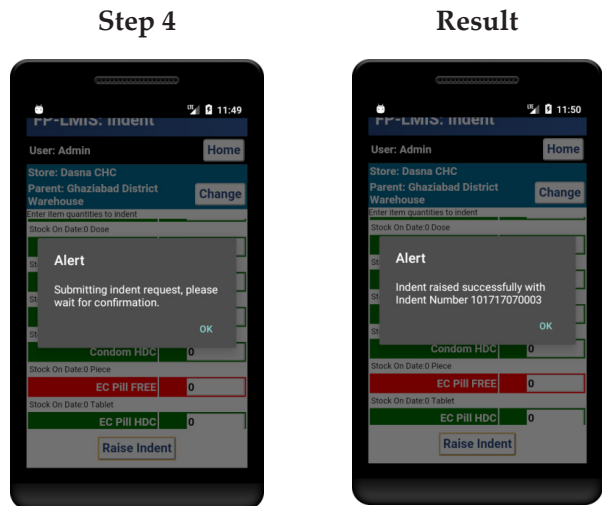 Step 4
11:49
FP-LMIS: Indent
User: Admin
Home
Store: Dasna CHC
Parent: Ghaziabad District
Warehouse
Change
Enter item quantities to indent
Stock On Date:0 Dose
Alert
Submitting indent request, please
wait for confirmation.
OK
Condom HDC
0
Stock On Date:0 Piece
EC Pill FREE
0
Stock On Date:0 Tablet
EC Pill HDC
0
Raise Indent
Result
11:50
FP-LMIS: Indent
User: Admin
Home
Store: Dasna CHC
Parent: Ghaziabad District
Warehouse
Change
Enter item quantities to indent
Stock On Date:0 Dose
Alert
Indent raised successfully with
Indent Number 101717070003
OK
Condom HDC
0
Stock On Date:0 Piece
EC Pill FREE
0
Stock On Date:0 Tablet
EC Pill HDC
0
Raise Indent